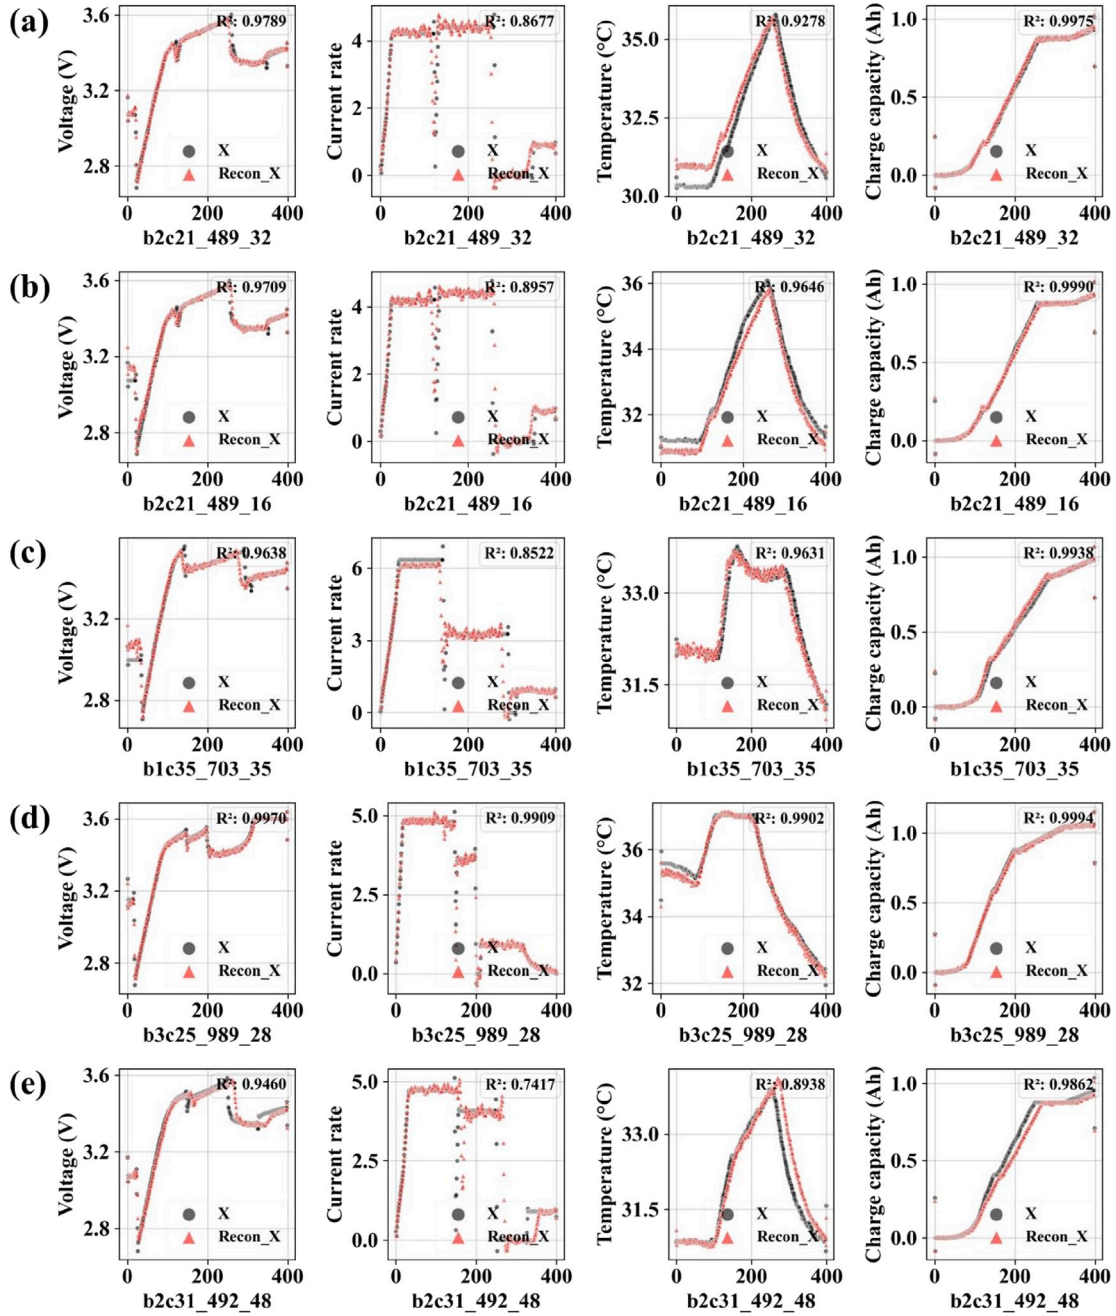 (a)
Voltage (V)
3.6
3.2
2.8
R²: 0.9789
X
Recon_X
0 200 400
b2c21_489_32
Current rate
4
2
0
R²: 0.8677
X
Recon_X
0 200 400
b2c21_489_32
Temperature (°C)
35.0
32.5
30.0
R²: 0.9278
X
Recon_X
0 200 400
b2c21_489_32
Charge capacity (Ah)
1.0
0.5
0.0
R²: 0.9975
X
Recon_X
0 200 400
b2c21_489_32
(b)
Voltage (V)
3.6
3.2
2.8
R²: 0.9709
X
Recon_X
0 200 400
b2c21_489_16
Current rate
4
2
0
R²: 0.8957
X
Recon_X
0 200 400
b2c21_489_16
Temperature (°C)
36
34
32
R²: 0.9646
X
Recon_X
0 200 400
b2c21_489_16
Charge capacity (Ah)
1.0
0.5
0.0
R²: 0.9990
X
Recon_X
0 200 400
b2c21_489_16
(c)
Voltage (V)
3.2
2.8
R²: 0.9638
X
Recon_X
0 200 400
b1c35_703_35
Current rate
6
3
0
R²: 0.8522
X
Recon_X
0 200 400
b1c35_703_35
Temperature (°C)
33.0
31.5
R²: 0.9631
X
Recon_X
0 200 400
b1c35_703_35
Charge capacity (Ah)
1.0
0.5
0.0
R²: 0.9938
X
Recon_X
0 200 400
b1c35_703_35
(d)
Voltage (V)
3.6
3.2
2.8
R²: 0.9970
X
Recon_X
0 200 400
b3c25_989_28
Current rate
5.0
2.5
0.0
R²: 0.9909
X
Recon_X
0 200 400
b3c25_989_28
Temperature (°C)
36
34
32
R²: 0.9902
X
Recon_X
0 200 400
b3c25_989_28
Charge capacity (Ah)
1.0
0.5
0.0
R²: 0.9994
X
Recon_X
0 200 400
b3c25_989_28
(e)
Voltage (V)
3.6
3.2
2.8
R²: 0.9460
X
Recon_X
0 200 400
b2c31_492_48
Current rate
5.0
2.5
0.0
R²: 0.7417
X
Recon_X
0 200 400
b2c31_492_48
Temperature (°C)
33.0
31.5
R²: 0.8938
X
Recon_X
0 200 400
b2c31_492_48
Charge capacity (Ah)
1.0
0.5
0.0
R²: 0.9862
X
Recon_X
0 200 400
b2c31_492_48